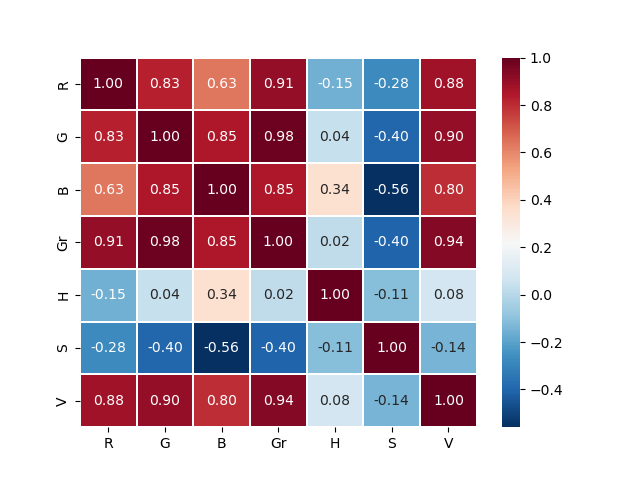 R 1.00 0.83 0.63 0.91 -0.15 -0.28 0.88
G 0.83 1.00 0.85 0.98 0.04 -0.40 0.90
B 0.63 0.85 1.00 0.85 0.34 -0.56 0.80
Gr 0.91 0.98 0.85 1.00 0.02 -0.40 0.94
H -0.15 0.04 0.34 0.02 1.00 -0.11 0.08
S -0.28 -0.40 -0.56 -0.40 -0.11 1.00 -0.14
V 0.88 0.90 0.80 0.94 0.08 -0.14 1.00
R G B Gr H S V
1.0
0.8
0.6
0.4
0.2
0.0
−0.2
−0.4